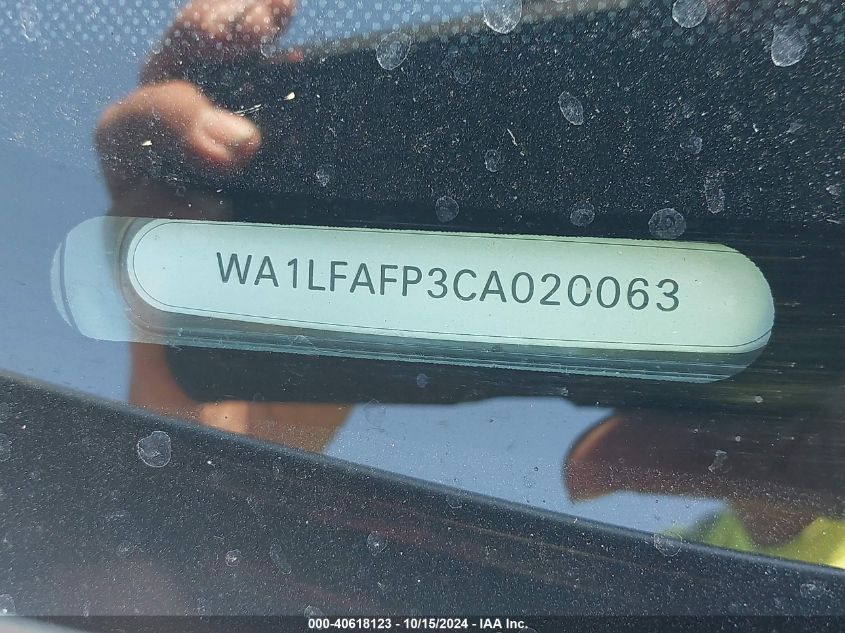 WA1LFAFP3CA020063
000-40618123 - 10/15/2024 - IAA Inc.